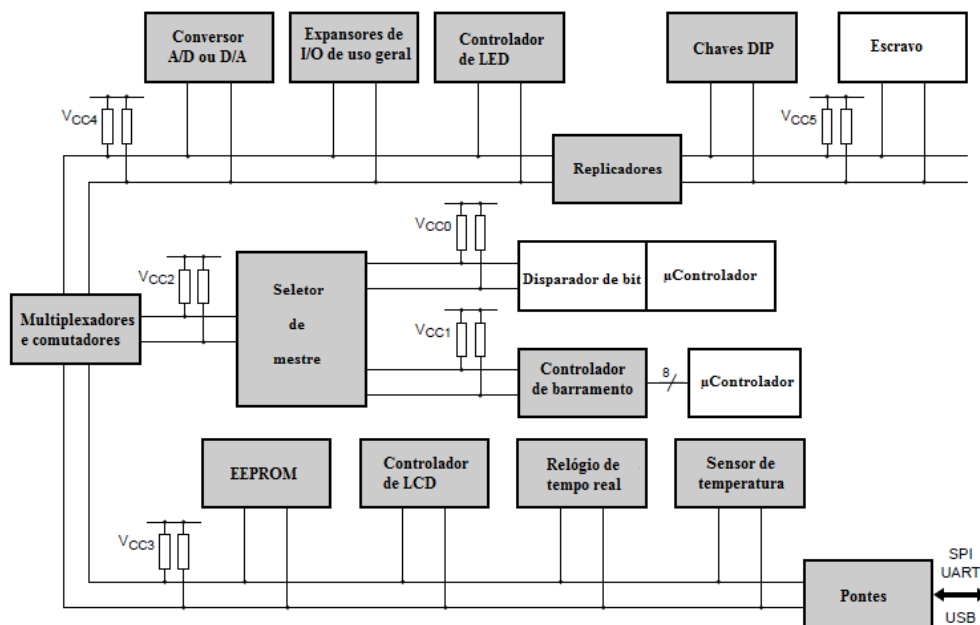 Conversor
A/D ou D/A
Expansores de
I/O de uso geral
Controlador
de LED
Chaves DIP
Escravo
VCC4
VCC5
Replicadores
VCC0
VCC2
Seletor
de
mestre
Disparador de bit
µControlador
Multiplexadores
e comutadores
VCC1
Controlador
de barramento
8
µControlador
EEPROM
Controlador
de LCD
Relógio de
tempo real
Sensor de
temperatura
VCC3
Pontes
SPI
UART
USB